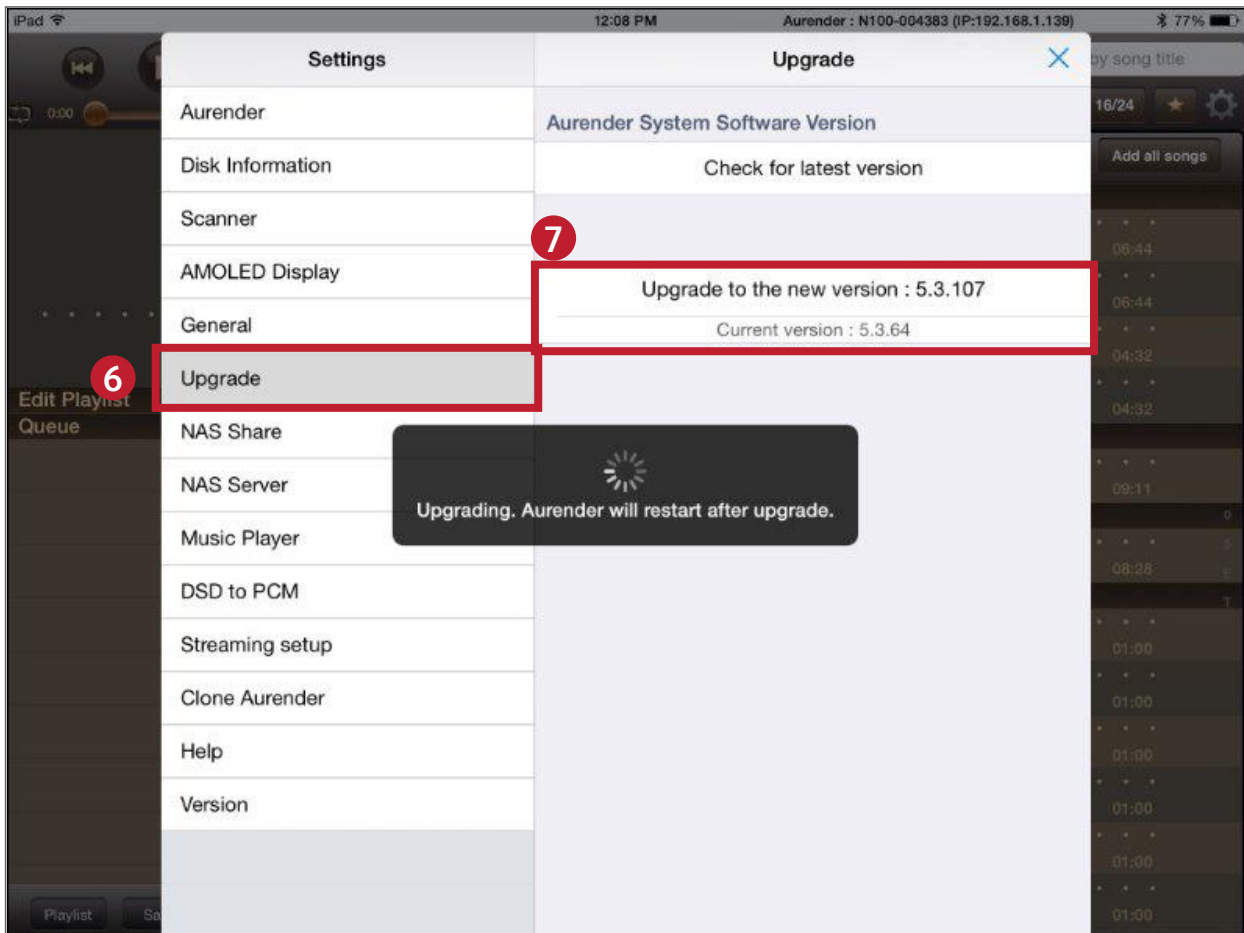 iPad 12:08 PM Aurender : N100-004383 (IP:192.168.1.139) 77%
Settings
Upgrade
by song title
0:00
16/24
Add all songs
Aurender
Disk Information
Scanner
AMOLED Display
General
Upgrade
NAS Share
NAS Server
Music Player
DSD to PCM
Streaming setup
Clone Aurender
Help
Version
Aurender System Software Version
Check for latest version
7
Upgrade to the new version : 5.3.107
Current version : 5.3.64
6
Edit Playlist
Queue
Upgrading. Aurender will restart after upgrade.
06:44
06:44
04:32
04:32
09:11
08:28
01:00
01:00
01:00
01:00
01:00
01:00
Playlist